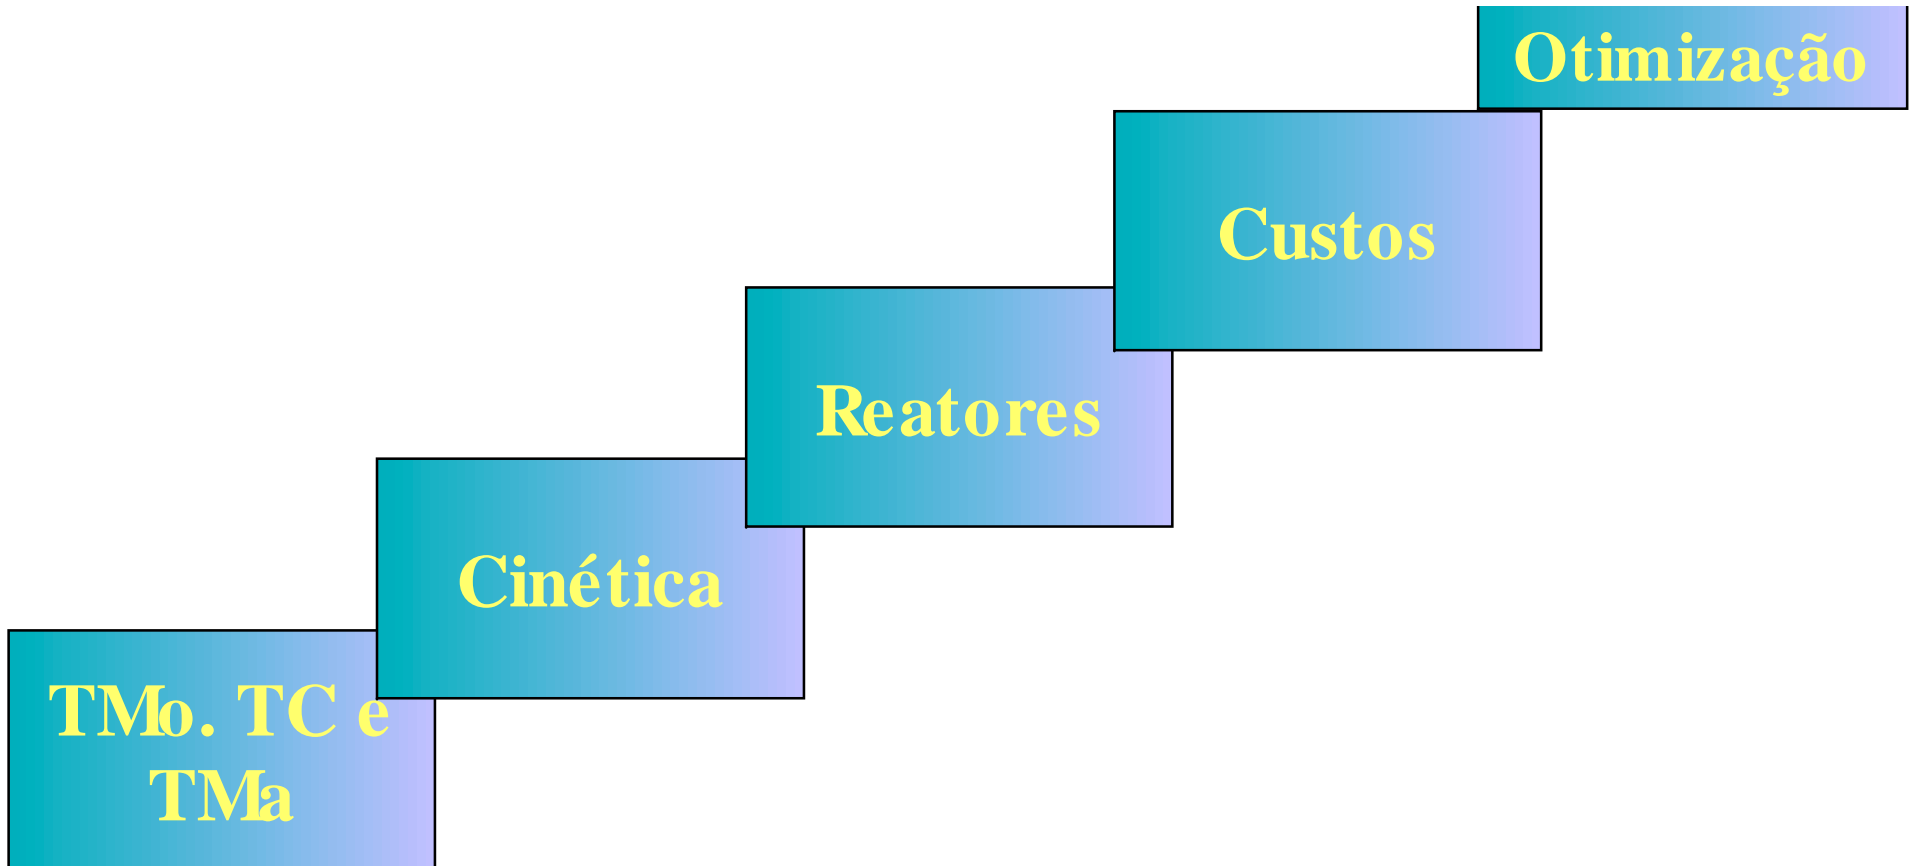 Otimização
Custos
Reatores
Cinética
TMo. TC e
TMa